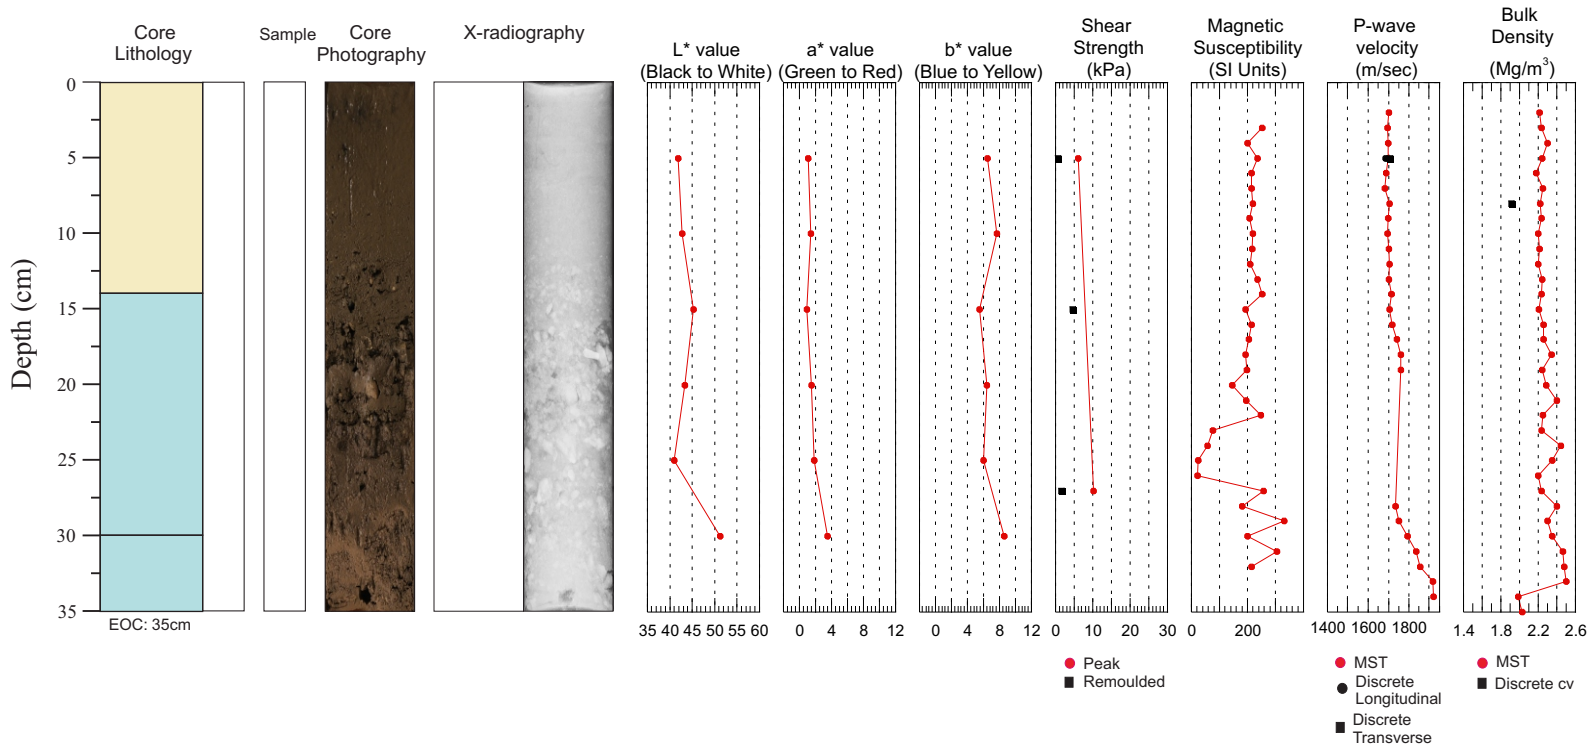 Core
Lithology
Sample
Core
Photography
X-radiography
L* value
(Black to White)
a* value
(Green to Red)
b* value
(Blue to Yellow)
Shear
Strength
(kPa)
Magnetic
Susceptibility
(SI Units)
P-wave
velocity
(m/sec)
Bulk
Density
(Mg/m³)
Depth (cm)
0
5
10
15
20
25
30
35
EOC: 35cm
35 40 45 50 55 60
0 4 8 12
0 4 8 12
0 10 20 30
0 200
1400 1600 1800
1.4 1.8 2.2 2.6
Peak
Remoulded
MST
Discrete
Longitudinal
Discrete
Transverse
MST
Discrete cv